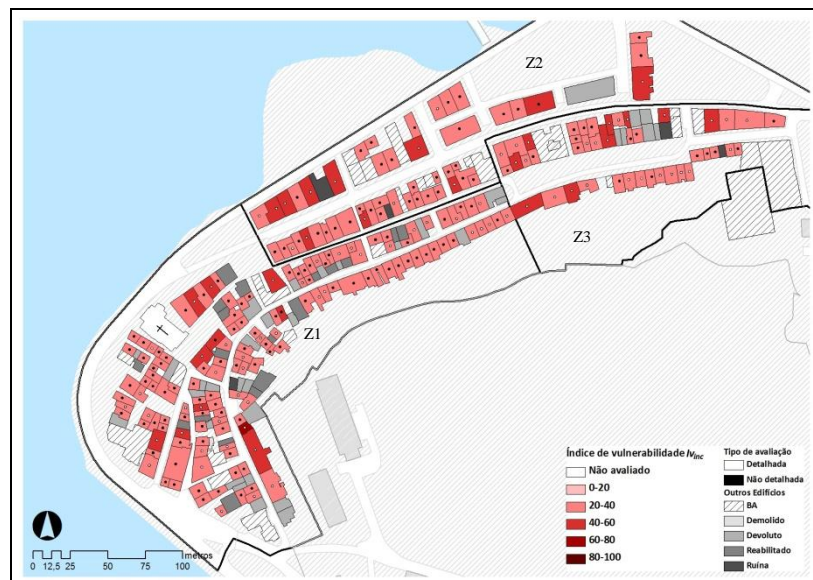 Z2
Z3
Z1
Índice de vulnerabilidade Iv_inc
Não avaliado
0-20
20-40
40-60
60-80
80-100
Tipo de avaliação
Detalhada
Não detalhada
Outros Edifícios
BA
Demolido
Devoluto
Reabilitado
Ruína
0 12,5 25 50 75 100
metros